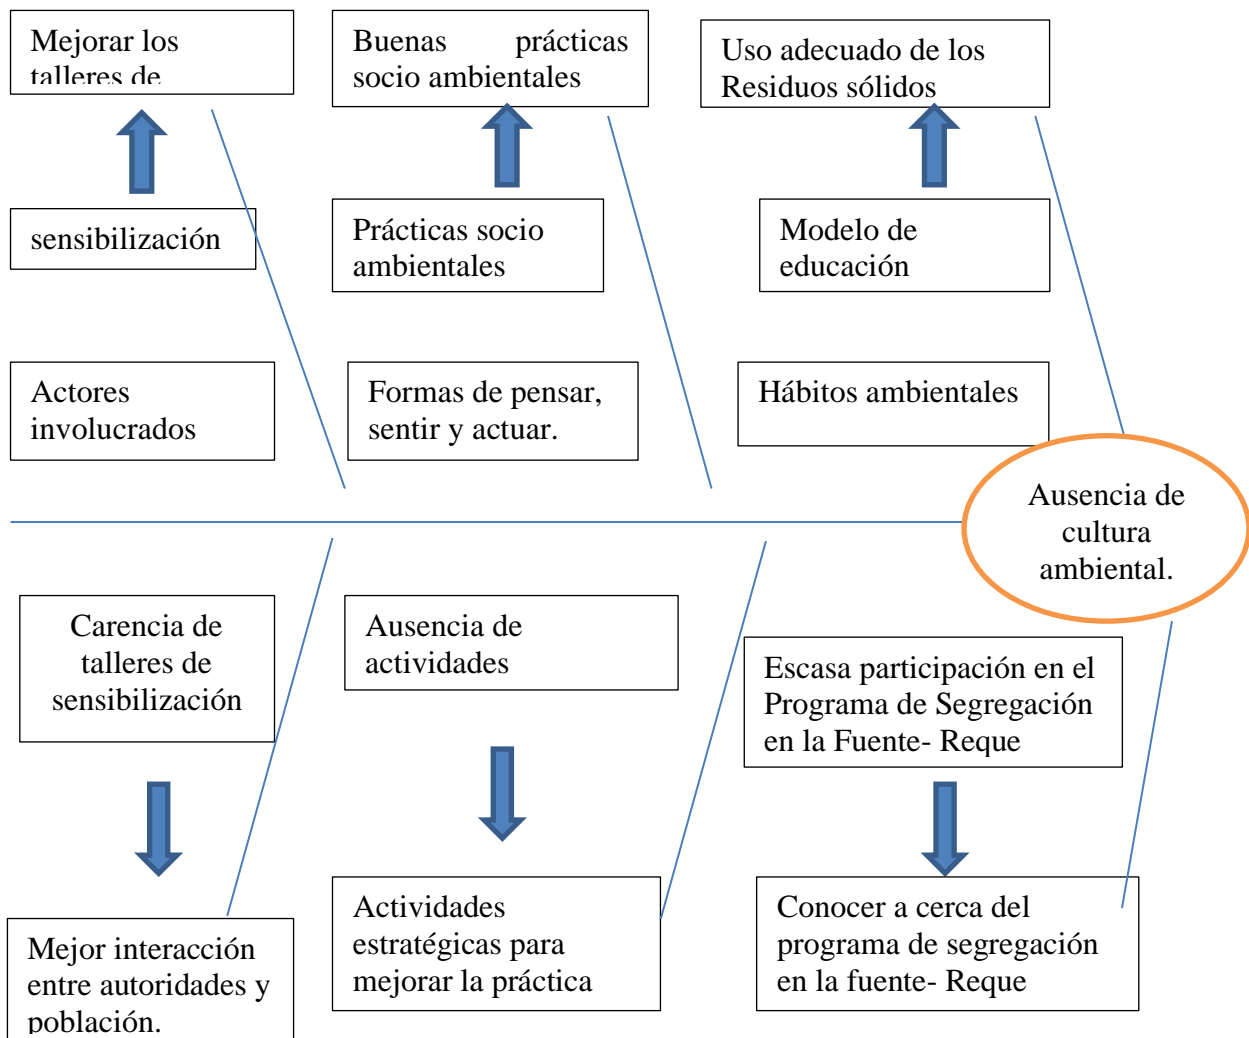 Mejorar los
talleres de
Buenas prácticas
socio ambientales
Uso adecuado de los
Residuos sólidos
sensibilización
Prácticas socio
ambientales
Modelo de
educación
Actores
involucrados
Formas de pensar,
sentir y actuar.
Hábitos ambientales
Ausencia de
cultura
ambiental.
Carencia de
talleres de
sensibilización
Ausencia de
actividades
Escasa participación en el
Programa de Segregación
en la Fuente- Reque
Mejor interacción
entre autoridades y
población.
Actividades
estratégicas para
mejorar la práctica
Conocer a cerca del
programa de segregación
en la fuente- Reque